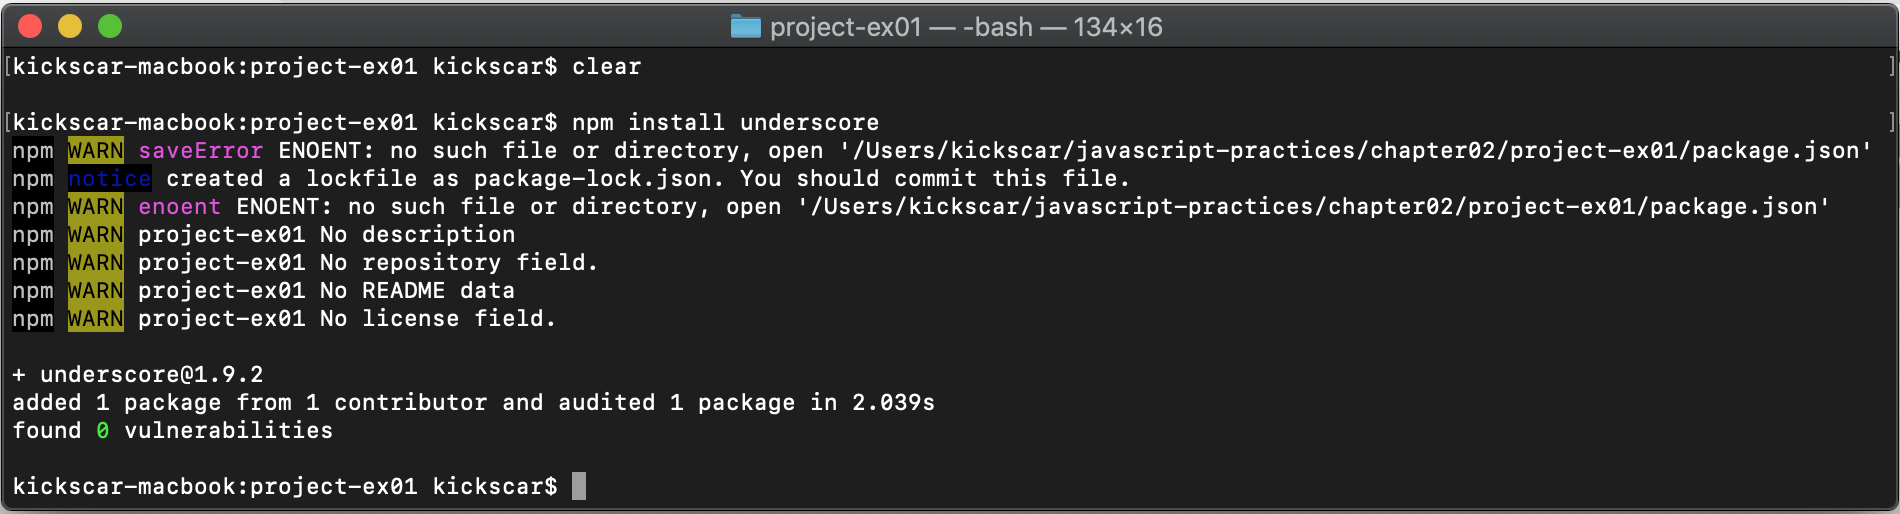 project-ex01 — -bash — 134×16
[kickscar-macbook:project-ex01 kickscar$ clear ]
[kickscar-macbook:project-ex01 kickscar$ npm install underscore ]
npm WARN saveError ENOENT: no such file or directory, open '/Users/kickscar/javascript-practices/chapter02/project-ex01/package.json'
npm notice created a lockfile as package-lock.json. You should commit this file.
npm WARN enoent ENOENT: no such file or directory, open '/Users/kickscar/javascript-practices/chapter02/project-ex01/package.json'
npm WARN project-ex01 No description
npm WARN project-ex01 No repository field.
npm WARN project-ex01 No README data
npm WARN project-ex01 No license field.
+ underscore@1.9.2
added 1 package from 1 contributor and audited 1 package in 2.039s
found 0 vulnerabilities
kickscar-macbook:project-ex01 kickscar$